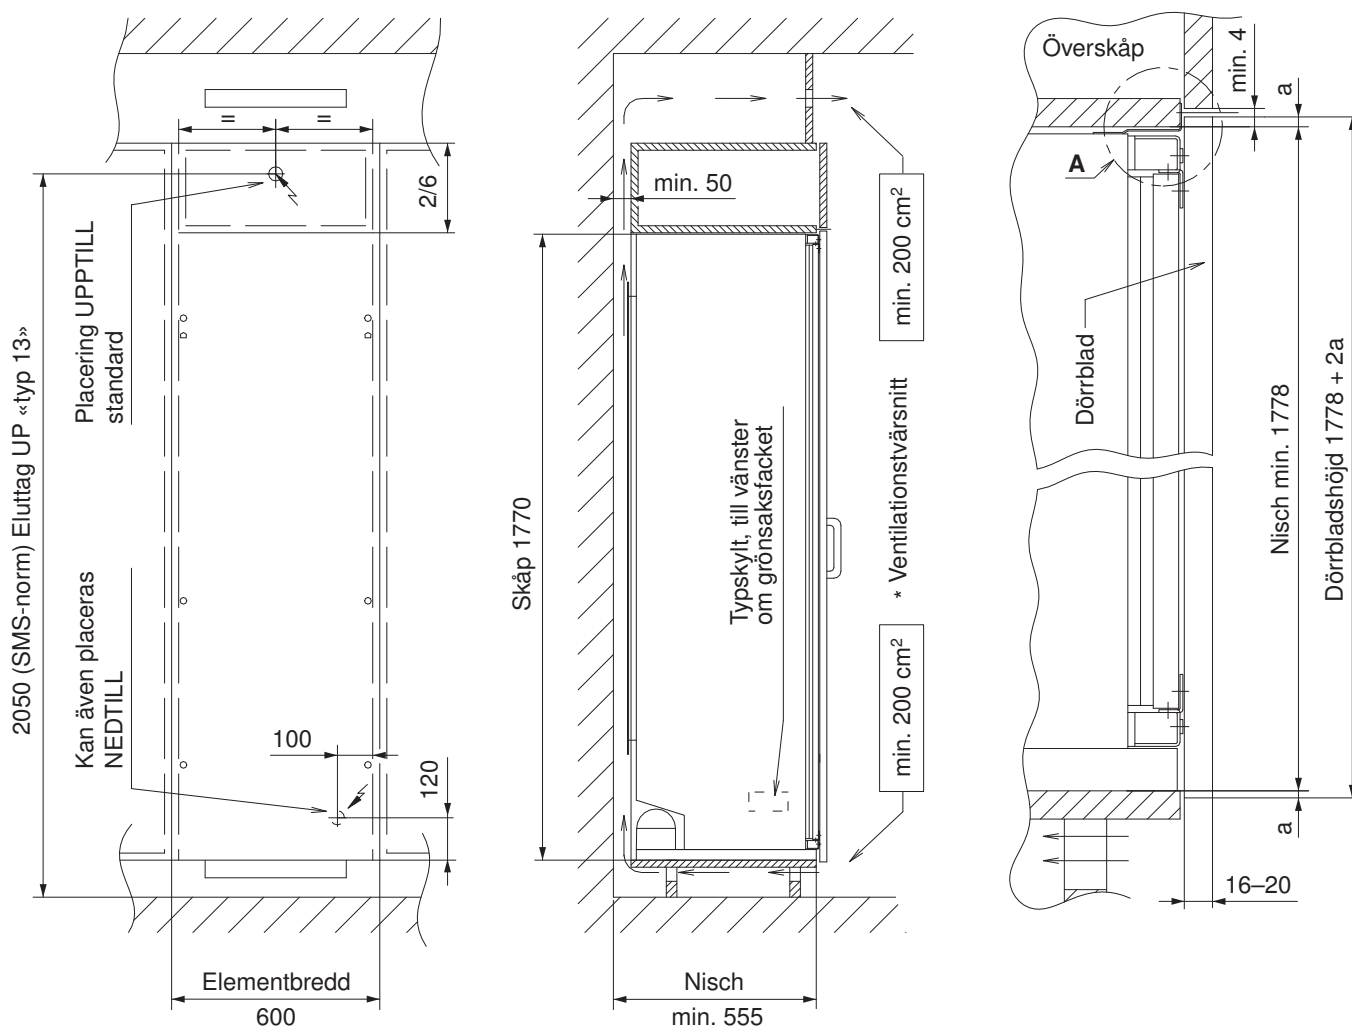 =
=
2/6
2050 (SMS-norm) Eluttag UP «typ 13»
Placering UPPTILL
standard
Kan även placeras
NEDTILL
100
120
Elementbredd
600
min. 50
Skåp 1770
Typskylt, till vänster
om grönsaksfacket
min. 200 cm²
* Ventilationstvärsnitt
min. 200 cm²
Nisch
min. 555
Överskåp
min. 4
a
A
Dörrblad
Nisch min. 1778
Dörrbladshöjd 1778 + 2a
a
16–20